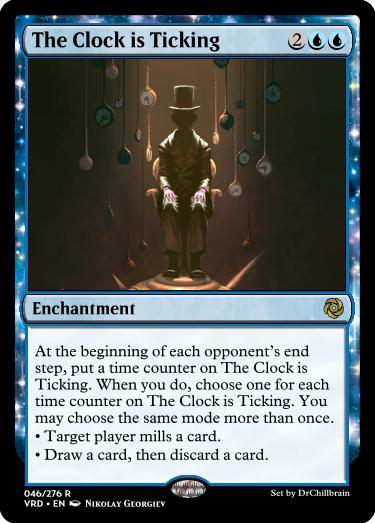 The Clock is Ticking 2
Enchantment
At the beginning of each opponent's end
step, put a time counter on The Clock is
Ticking. When you do, choose one for each
time counter on The Clock is Ticking. You
may choose the same mode more than once.
• Target player mills a card.
• Draw a card, then discard a card.
046/276 R
VRD • EN Nikolay Georgiev
Set by DrChillbrain